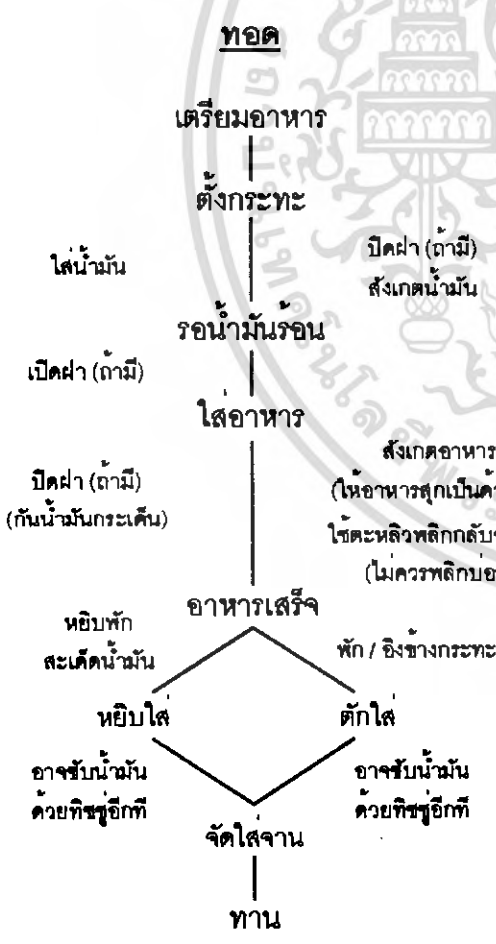 ทอด
เตรียมอาหาร
ตั้งกระทะ
ใส่น้ำมัน
ปิดฝา (ถ้ามี)
สังเกตน้ำมัน
รอน้ำมันร้อน
เปิดฝา (ถ้ามี)
ใส่อาหาร
ปิดฝา (ถ้ามี)
(กันน้ำมันกระเด็น)
สังเกตอาหาร
(ให้อาหารสุกเป็นด้
ใช้ตะหลิวพลิกกลับ
(ไม่ควรพลิกบ่อ
อาหารเสร็จ
หยิบพัก
สะเด็ดน้ำมัน
พัก / อิงข้างกระทะ
หยิบใส่
ตักใส่
อาจซับน้ำมัน
ด้วยทิชชู่อีกที
อาจซับน้ำมัน
ด้วยทิชชู่อีกที
จัดใส่จาน
ทาน